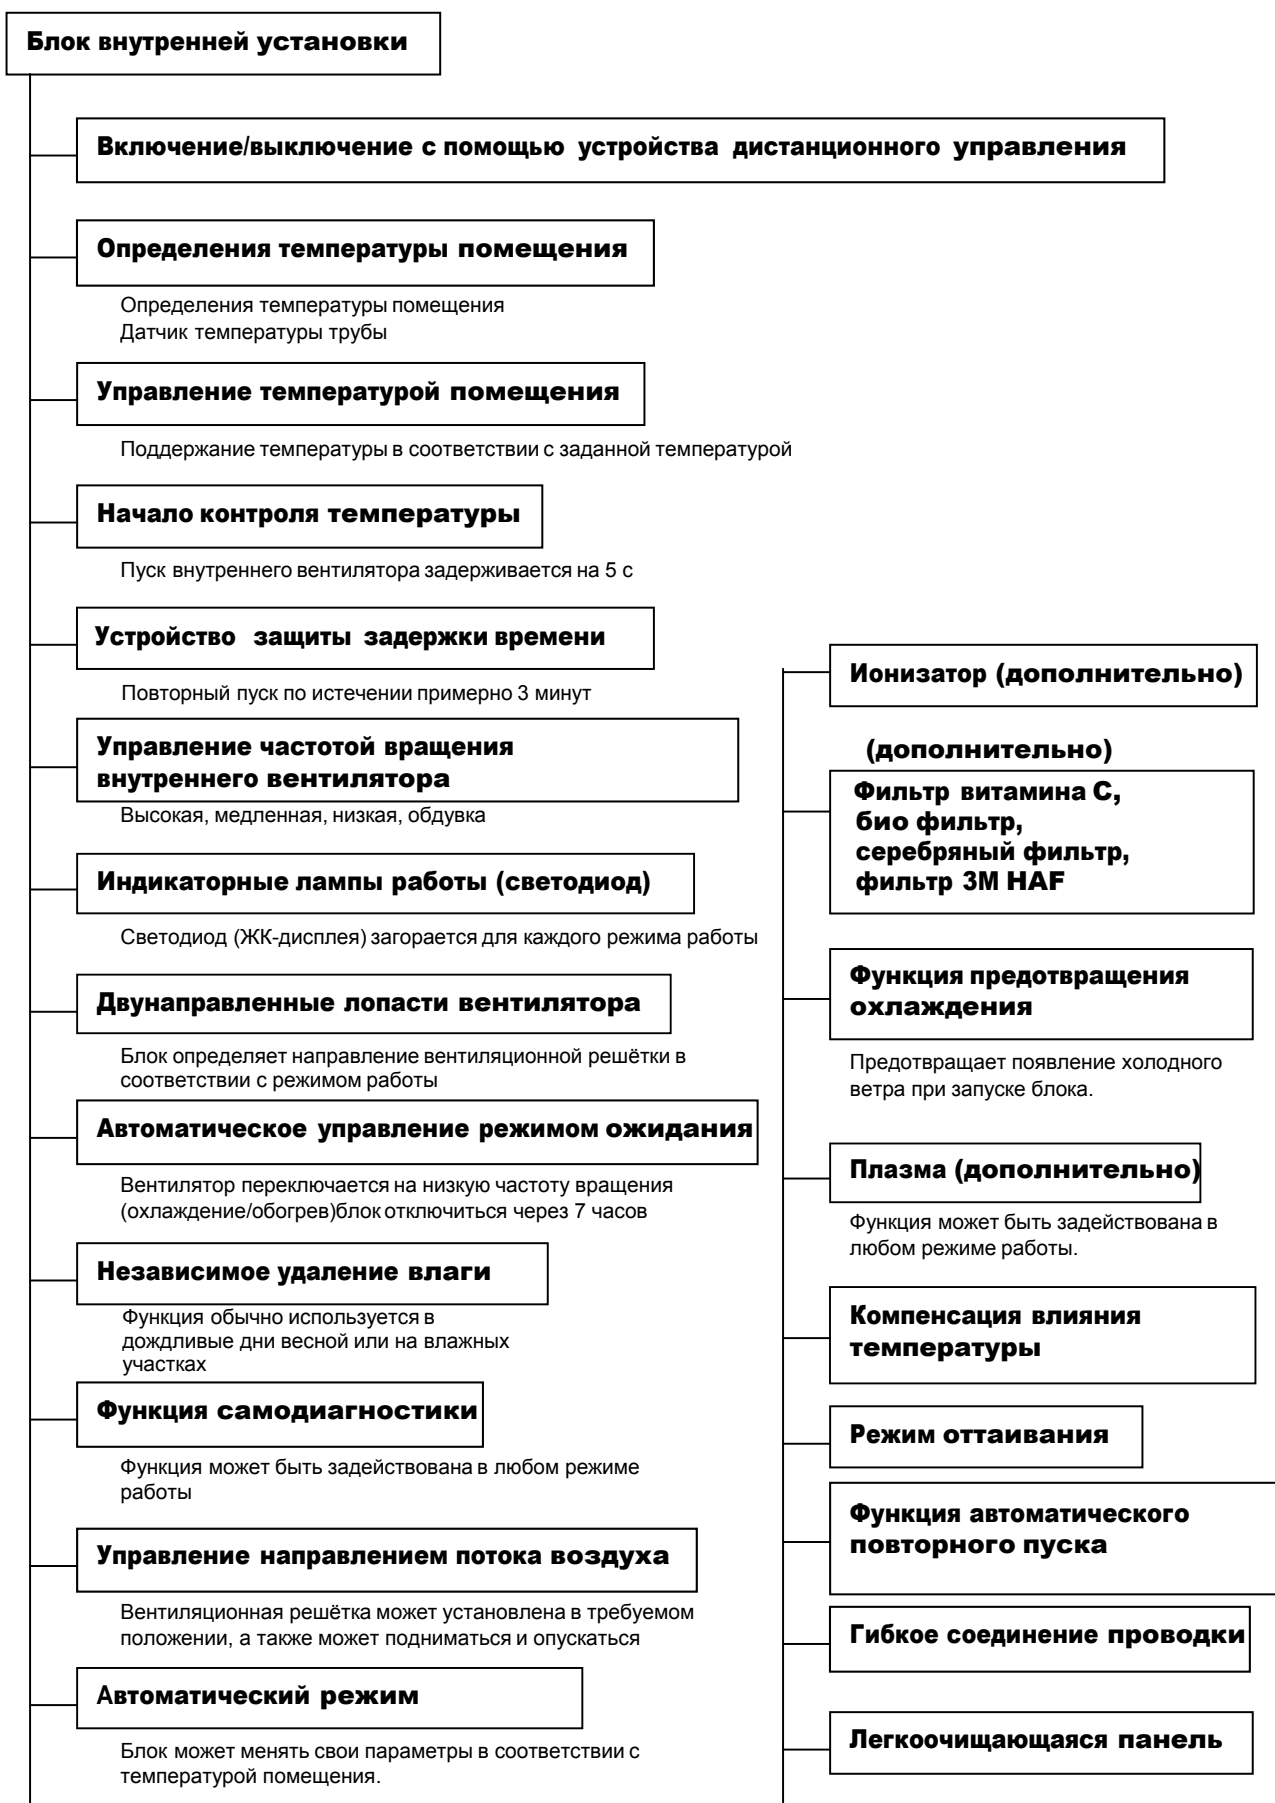 Блок внутренней установки
Включение/выключение с помощью устройства дистанционного управления
Определения температуры помещения
Определения температуры помещения
Датчик температуры трубы
Управление температурой помещения
Поддержание температуры в соответствии с заданной температурой
Начало контроля температуры
Пуск внутреннего вентилятора задерживается на 5 с
Устройство защиты задержки времени
Повторный пуск по истечении примерно 3 минут
Управление частотой вращения
внутреннего вентилятора
Высокая, медленная, низкая, обдувка
Индикаторные лампы работы (светодиод)
Светодиод (ЖК-дисплея) загорается для каждого режима работы
Двунаправленные лопасти вентилятора
Блок определяет направление вентиляционной решётки в
соответствии с режимом работы
Автоматическое управление режимом ожидания
Вентилятор переключается на низкую частоту вращения
(охлаждение/обогрев)блок отключиться через 7 часов
Независимое удаление влаги
Функция обычно используется в
дождливые дни весной или на влажных
участках
Функция самодиагностики
Функция может быть задействована в любом режиме
работы
Управление направлением потока воздуха
Вентиляционная решётка может установлена в требуемом
положении, а также может подниматься и опускаться
Автоматический режим
Блок может менять свои параметры в соответствии с
температурой помещения.
Ионизатор (дополнительно)
(дополнительно)
Фильтр витамина С,
био фильтр,
серебряный фильтр,
фильтр 3М HAF
Функция предотвращения
охлаждения
Предотвращает появление холодного
ветра при запуске блока.
Плазма (дополнительно)
Функция может быть задействована в
любом режиме работы.
Компенсация влияния
температуры
Режим оттаивания
Функция автоматического
повторного пуска
Гибкое соединение проводки
Легкоочищающаяся панель